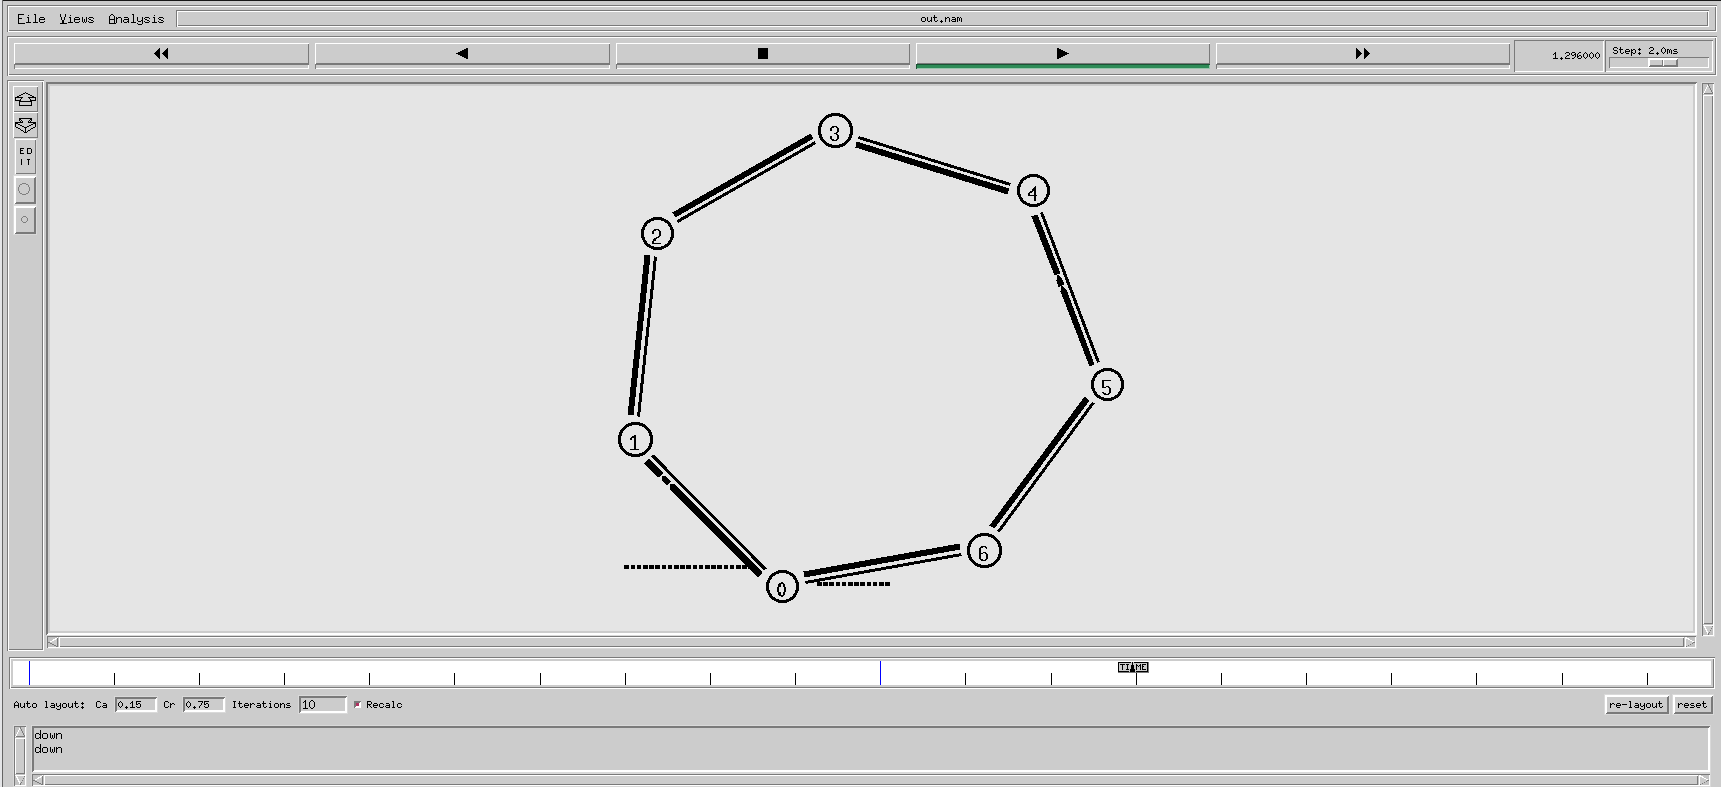 File Views Analysis out.nam
1.296000 Step: 2.0ms
ED
IT
3
4
2
5
1
6
0
TIME
Auto layout: Ca 0.15 Cr 0.75 Iterations 10 Recalc re-layout reset
down
down